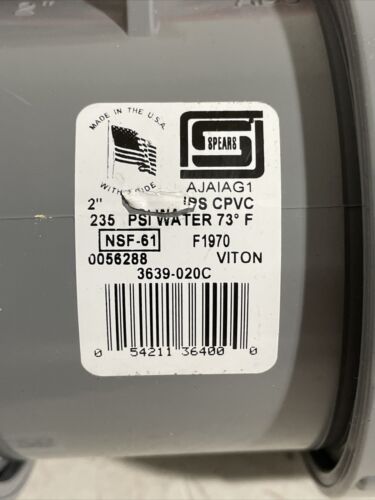 MADE IN THE U.S.A.
WITH PRIDE
SPEARS
AJAIAG1
2" IPS CPVC
235 PSI WATER 73° F
NSF-61 F1970
0056288 VITON
3639-020C
0 54211 36400 0